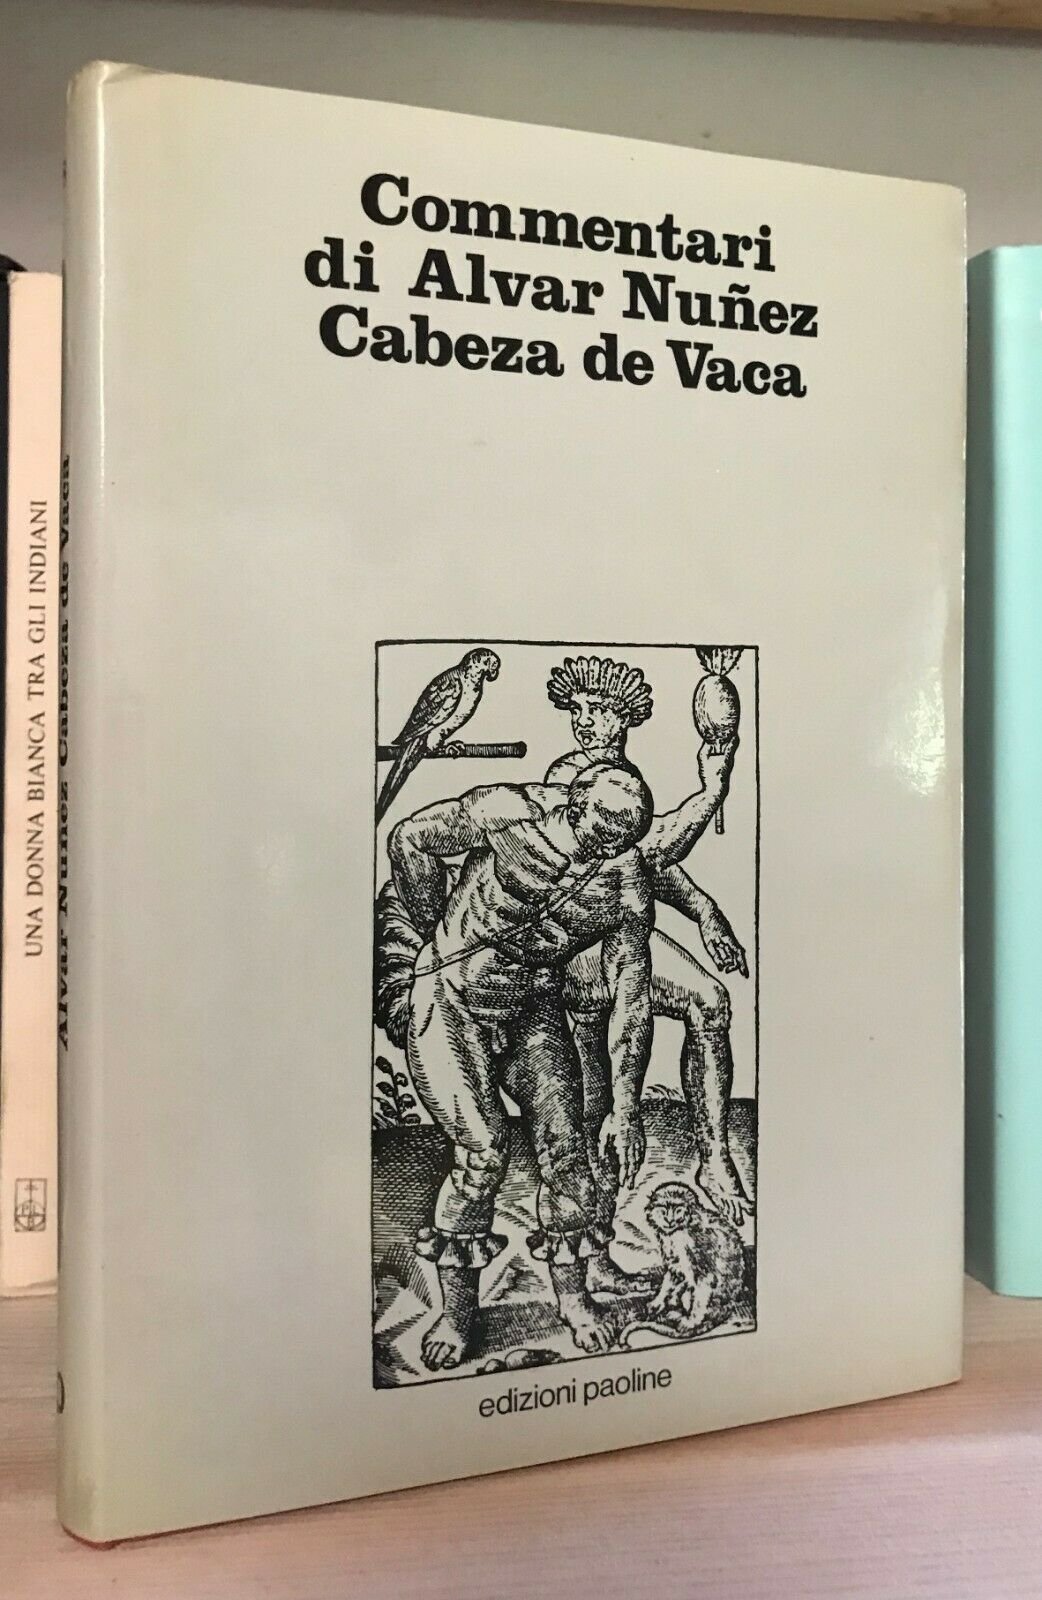 Commentari
di Alvar Nuñez
Cabeza de Vaca
edizioni paoline
Alvar Nuñez Cabeza de Vaca
UNA DONNA BIANCA TRA GLI INDIANI